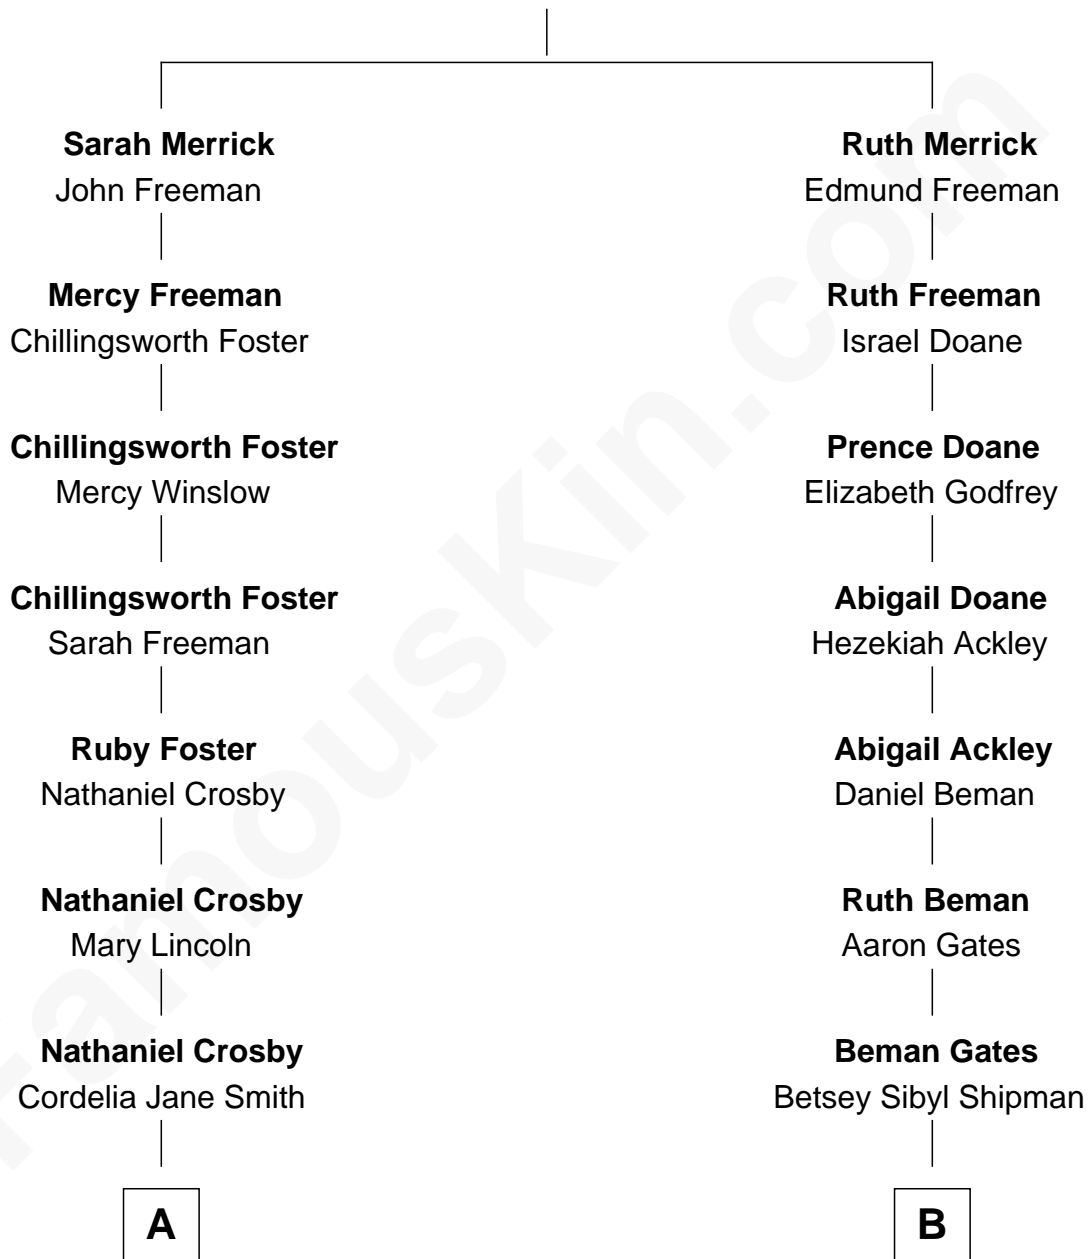 Sarah Merrick
John Freeman
Mercy Freeman
Chillingsworth Foster
Chillingsworth Foster
Mercy Winslow
Chillingsworth Foster
Sarah Freeman
Ruby Foster
Nathaniel Crosby
Nathaniel Crosby
Mary Lincoln
Nathaniel Crosby
Cordelia Jane Smith
A
Ruth Merrick
Edmund Freeman
Ruth Freeman
Israel Doane
Prence Doane
Elizabeth Godfrey
Abigail Doane
Hezekiah Ackley
Abigail Ackley
Daniel Beman
Ruth Beman
Aaron Gates
Beman Gates
Betsey Sibyl Shipman
B
FamousKin.com